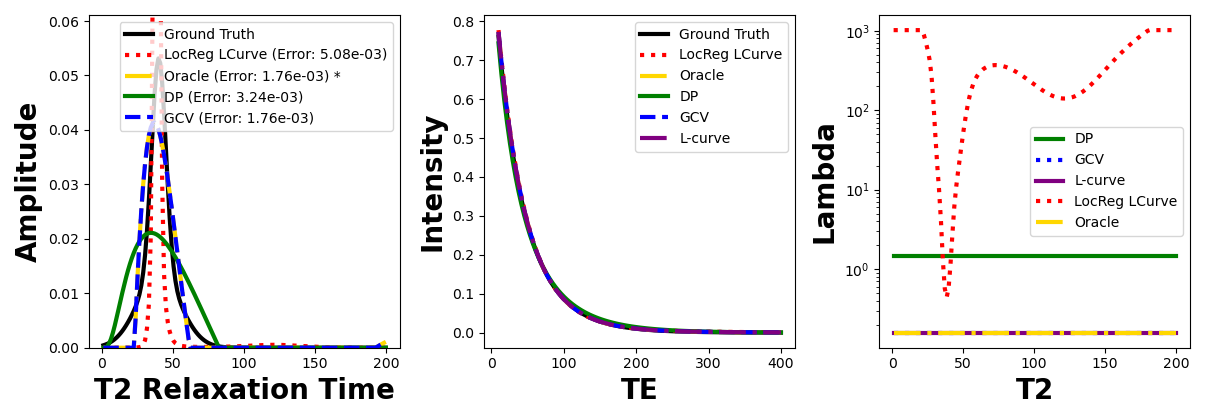 0.06
0.05
0.04
0.03
0.02
0.01
0.00
0
50
100
150
200
Amplitude
T2 Relaxation Time
Ground Truth
LocReg LCurve (Error: 5.08e-03)
Oracle (Error: 1.76e-03) *
DP (Error: 3.24e-03)
GCV (Error: 1.76e-03)
0.8
0.7
0.6
0.5
0.4
0.3
0.2
0.1
0.0
0
100
200
300
400
Intensity
TE
Ground Truth
LocReg LCurve
Oracle
DP
GCV
L-curve
10³
10²
10¹
10⁰
0
50
100
150
200
Lambda
T2
DP
GCV
L-curve
LocReg LCurve
Oracle